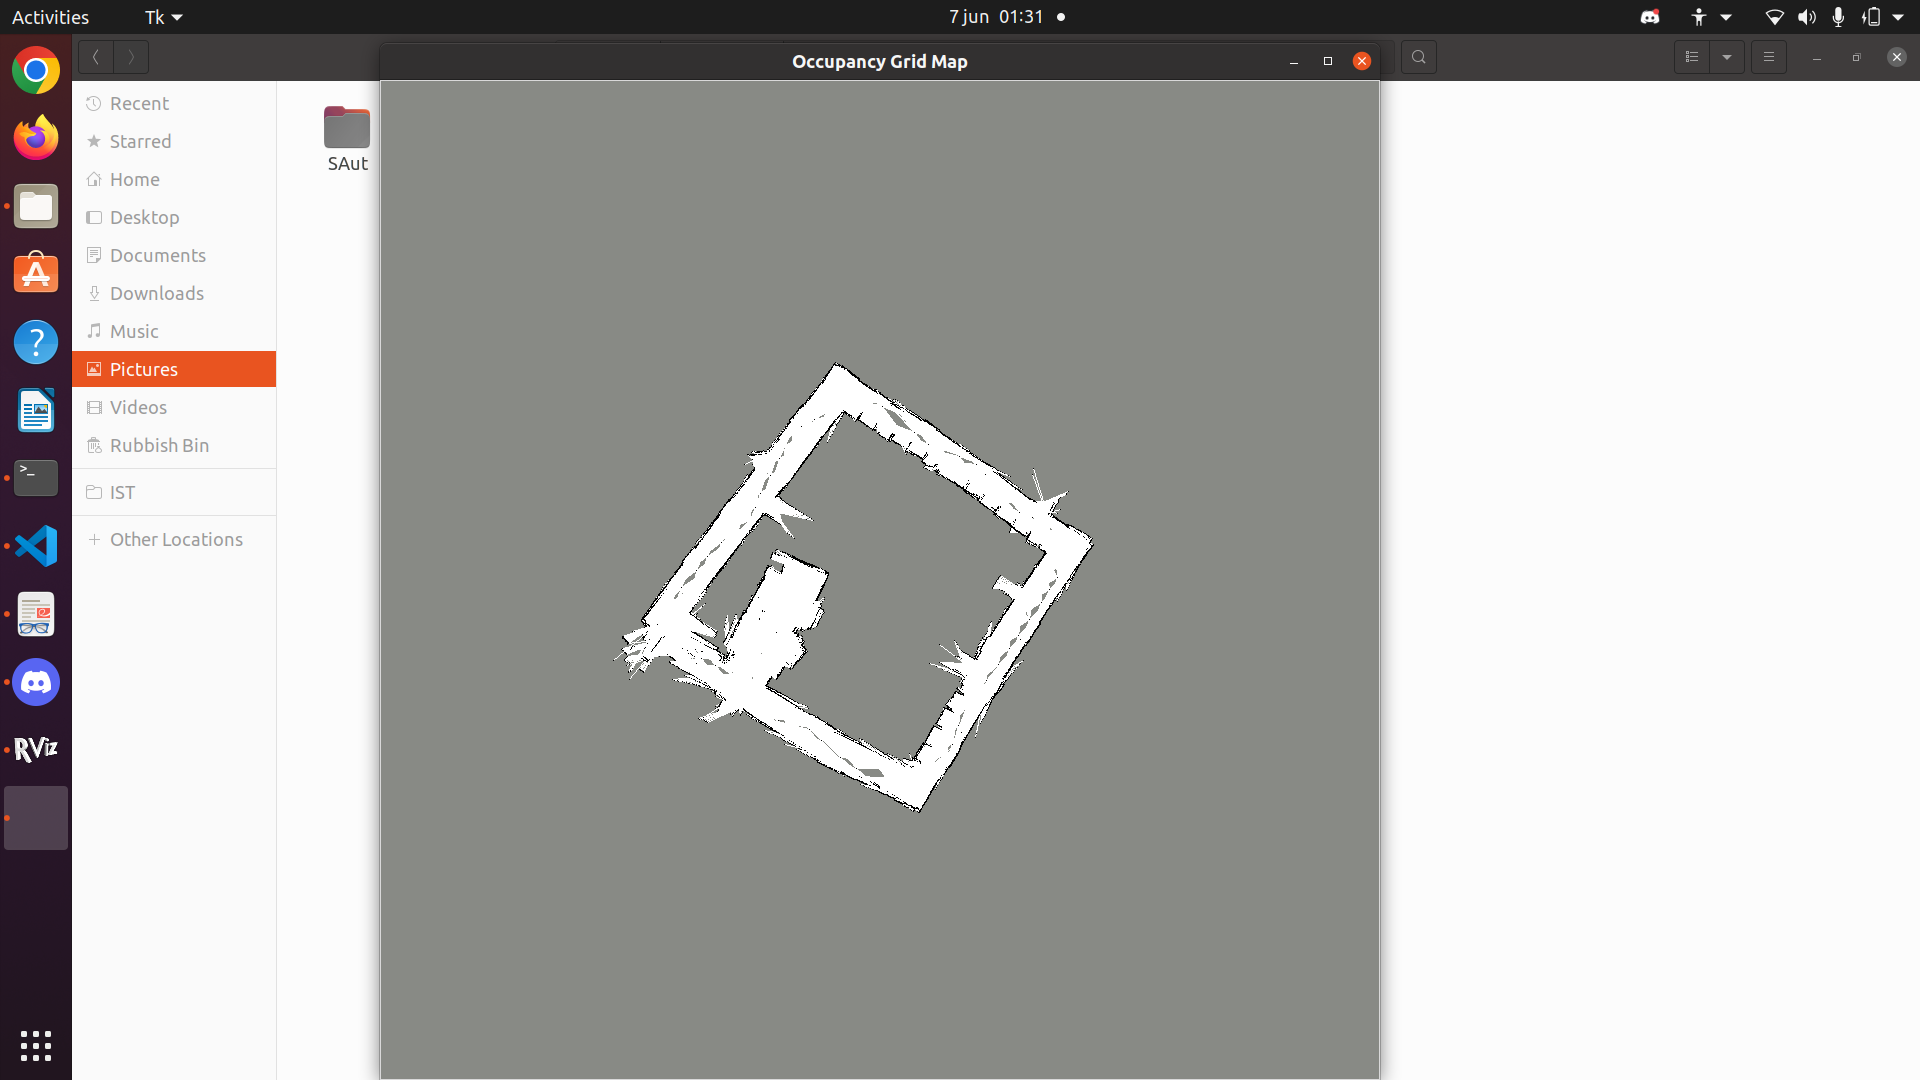 Activities
Tk
7 jun 01:31
Occupancy Grid Map
Recent
Starred
Home
Desktop
Documents
Downloads
Music
Pictures
Videos
Rubbish Bin
IST
Other Locations
SAut
RViz